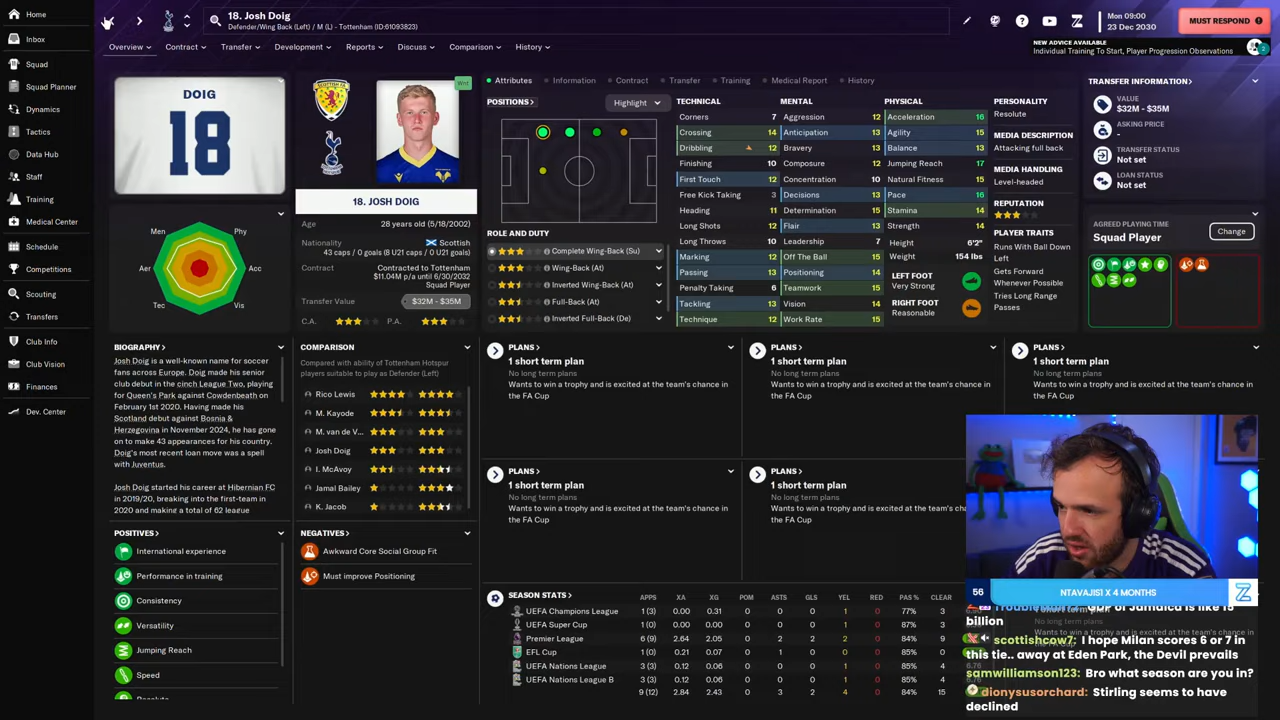 18. Josh Doig
Defender/Wing Back (Left) / M (L) - Tottenham (ID:61093823)
Mon 09:00
23 Dec 2030
MUST RESPOND
NEW ADVICE AVAILABLE
Individual Training To Start, Player Progression Observations
2
Home
Inbox
Squad
Squad Planner
Dynamics
Tactics
Data Hub
Staff
Training
Medical Center
Schedule
Competitions
Scouting
Transfers
Club Info
Club Vision
Finances
Dev. Center
Overview
Contract
Transfer
Development
Reports
Discuss
Comparison
History
DOIG
18
Wnt
18. JOSH DOIG
Age 28 years old (5/18/2002)
Nationality Scottish
43 caps / 0 goals (8 U21 caps / 0 U21 goals)
Contract Contracted to Tottenham
$11.04M p/a until 6/30/2032
Squad Player
Transfer Value $32M - $35M
C.A. P.A.
Men Phy
Aer Acc
Tec Vis
Attributes Information Contract Transfer Training Medical Report History
POSITIONS
Highlight
ROLE AND DUTY
Complete Wing-Back (Su)
Wing-Back (At)
Inverted Wing-Back (At)
Full-Back (At)
Inverted Full-Back (De)
TECHNICAL
Corners 7
Crossing 14
Dribbling 12
Finishing 10
First Touch 12
Free Kick Taking 3
Heading 11
Long Shots 12
Long Throws 10
Marking 12
Passing 13
Penalty Taking 6
Tackling 13
Technique 12
MENTAL
Aggression 12
Anticipation 13
Bravery 13
Composure 12
Concentration 10
Decisions 13
Determination 15
Flair 13
Leadership 7
Off The Ball 15
Positioning 14
Teamwork 15
Vision 14
Work Rate 15
PHYSICAL
Acceleration 16
Agility 15
Balance 13
Jumping Reach 17
Natural Fitness 15
Pace 16
Stamina 14
Strength 14
Height 6'2"
Weight 154 lbs
LEFT FOOT
Very Strong
RIGHT FOOT
Reasonable
PERSONALITY
Resolute
MEDIA DESCRIPTION
Attacking full back
MEDIA HANDLING
Level-headed
REPUTATION
PLAYER TRAITS
Runs With Ball Down
Left
Gets Forward
Whenever Possible
Tries Long Range
Passes
TRANSFER INFORMATION
VALUE
$32M - $35M
ASKING PRICE
-
TRANSFER STATUS
Not set
LOAN STATUS
Not set
AGREED PLAYING TIME
Squad Player
Change
BIOGRAPHY
Josh Doig is a well-known name for soccer
fans across Europe. Doig made his senior
club debut in the cinch League Two, playing
for Queen's Park against Cowdenbeath on
February 1st 2020. Having made his
Scotland debut against Bosnia &
Herzegovina in November 2024, he has gone
on to make 43 appearances for his country.
Doig's most recent loan move was a spell
with Juventus.
Josh Doig started his career at Hibernian FC
in 2019/20, breaking into the first-team in
2020 and making a total of 62 league
COMPARISON
Compared with ability of Tottenham Hotspur
players suitable to play as Defender (Left)
Rico Lewis
M. Kayode
M. van de V...
Josh Doig
I. McAvoy
Jamal Bailey
K. Jacob
POSITIVES
International experience
Performance in training
Consistency
Versatility
Jumping Reach
Speed
NEGATIVES
Awkward Core Social Group Fit
Must improve Positioning
PLANS
1 short term plan
No long term plans
Wants to win a trophy and is excited at the team's chance in
the FA Cup
PLANS
1 short term plan
No long term plans
Wants to win a trophy and is excited at the team's chance in
the FA Cup
PLANS
1 short term plan
No long term plans
Wants to win a trophy and is excited at the team's chance in
the FA Cup
PLANS
1 short term plan
No long term plans
Wants to win a trophy and is excited at the team's chance in
the FA Cup
PLANS
1 short term plan
No long term plans
Wants to win a trophy and is excited at the
the FA Cup
SEASON STATS
APPS XA XG POM ASTS GLS YEL RED PAS % CLEAR
UEFA Champions League 1 (3) 0.00 0.31 0 0 0 1 0 77% 3
UEFA Super Cup 1 (0) 0.00 0.00 0 0 0 1 0 87% 3
Premier League 6 (9) 2.64 2.05 0 2 2 2 0 84% 9
EFL Cup 1 (0) 0.21 0.07 0 1 0 0 0 85% 0
UEFA Nations League 3 (3) 0.12 0.06 0 0 0 1 0 85% 4
UEFA Nations League B 3 (3) 0.12 0.06 0 0 0 1 0 85% 4
9 (12) 2.84 2.43 0 3 2 4 0 84% 15
56
NTAVAJIS1 X 4 MONTHS
GDP of Jamaica is like 15
billion
scottishcow7: I hope Milan scores 6 or 7 in
this tie.. away at Eden Park, the Devil prevails
samwilliamson123: Bro what season are you in?
dionysusorchard: Stirling seems to have
declined